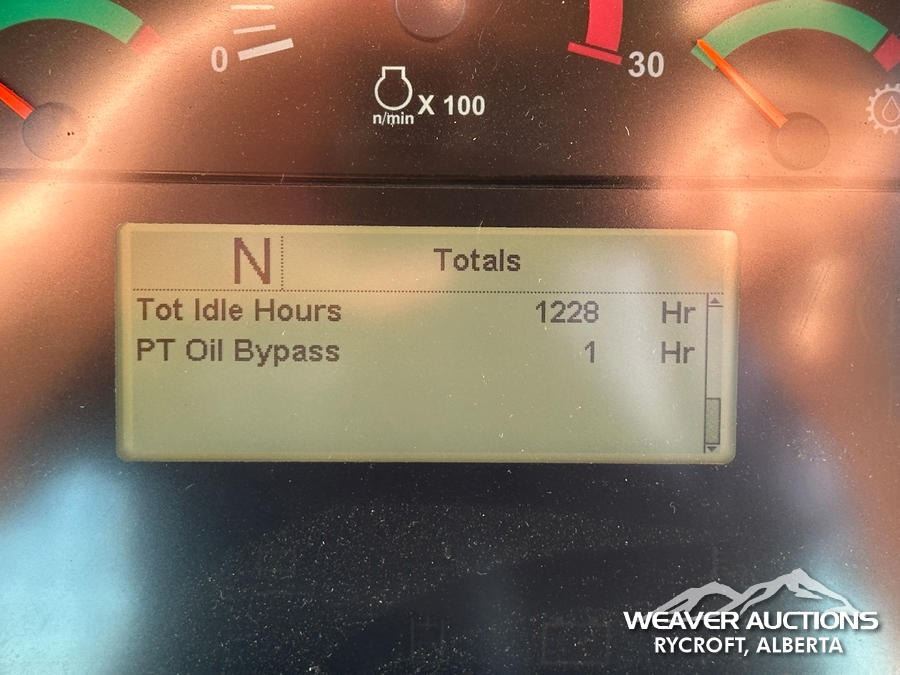 0
30
X 100
n/min
N Totals
Tot Idle Hours 1228 Hr
PT Oil Bypass 1 Hr
WEAVER AUCTIONS
RYCROFT, ALBERTA